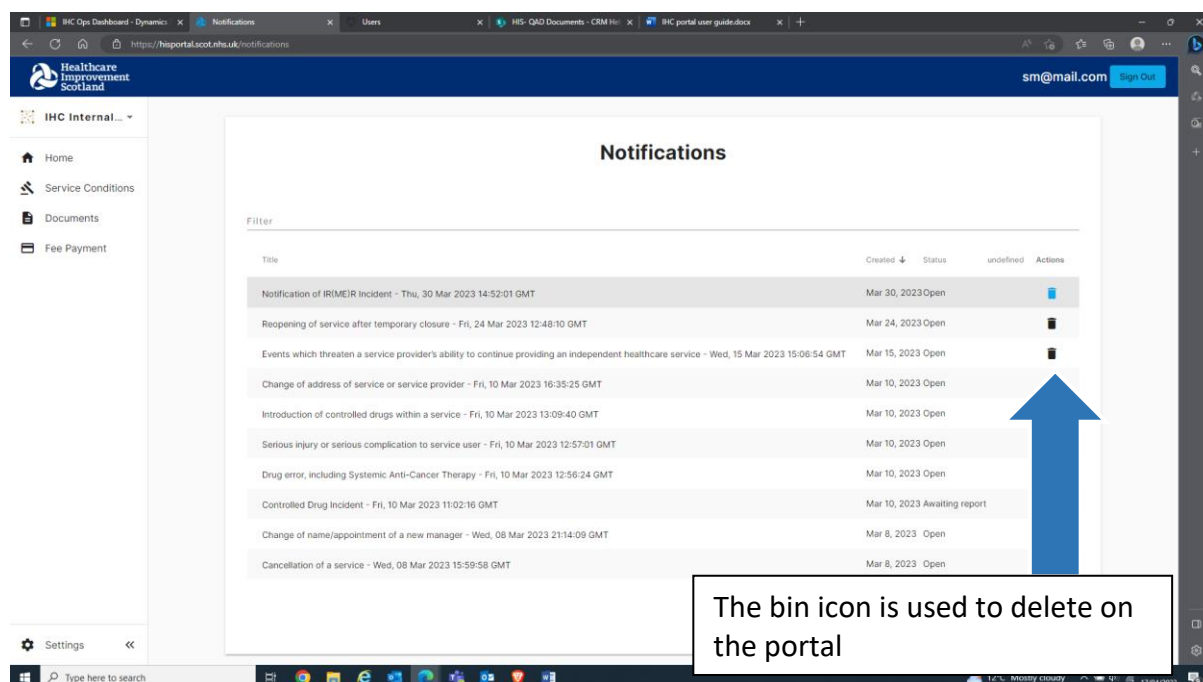 IHC Ops Dashboard - Dynamics
Notifications
Users
HIS- QAD Documents - CRM Hel
IHC portal user guide.docx
https://hisportal.scot.nhs.uk/notifications
Healthcare
Improvement
Scotland
sm@mail.com
Sign Out
IHC Internal...
Home
Service Conditions
Documents
Fee Payment
Notifications
Filter
Title Created Status undefined Actions
Notification of IR(ME)R Incident - Thu, 30 Mar 2023 14:52:01 GMT Mar 30, 2023 Open
Reopening of service after temporary closure - Fri, 24 Mar 2023 12:48:10 GMT Mar 24, 2023 Open
Events which threaten a service provider's ability to continue providing an independent healthcare service - Wed, 15 Mar 2023 15:06:54 GMT Mar 15, 2023 Open
Change of address of service or service provider - Fri, 10 Mar 2023 16:35:25 GMT Mar 10, 2023 Open
Introduction of controlled drugs within a service - Fri, 10 Mar 2023 13:09:40 GMT Mar 10, 2023 Open
Serious injury or serious complication to service user - Fri, 10 Mar 2023 12:57:01 GMT Mar 10, 2023 Open
Drug error, including Systemic Anti-Cancer Therapy - Fri, 10 Mar 2023 12:56:24 GMT Mar 10, 2023 Open
Controlled Drug Incident - Fri, 10 Mar 2023 11:02:16 GMT Mar 10, 2023 Awaiting report
Change of name/appointment of a new manager - Wed, 08 Mar 2023 21:14:09 GMT Mar 8, 2023 Open
Cancellation of a service - Wed, 08 Mar 2023 15:59:58 GMT Mar 8, 2023 Open
The bin icon is used to delete on
the portal
Settings
Type here to search
12°C Mostly cloudy